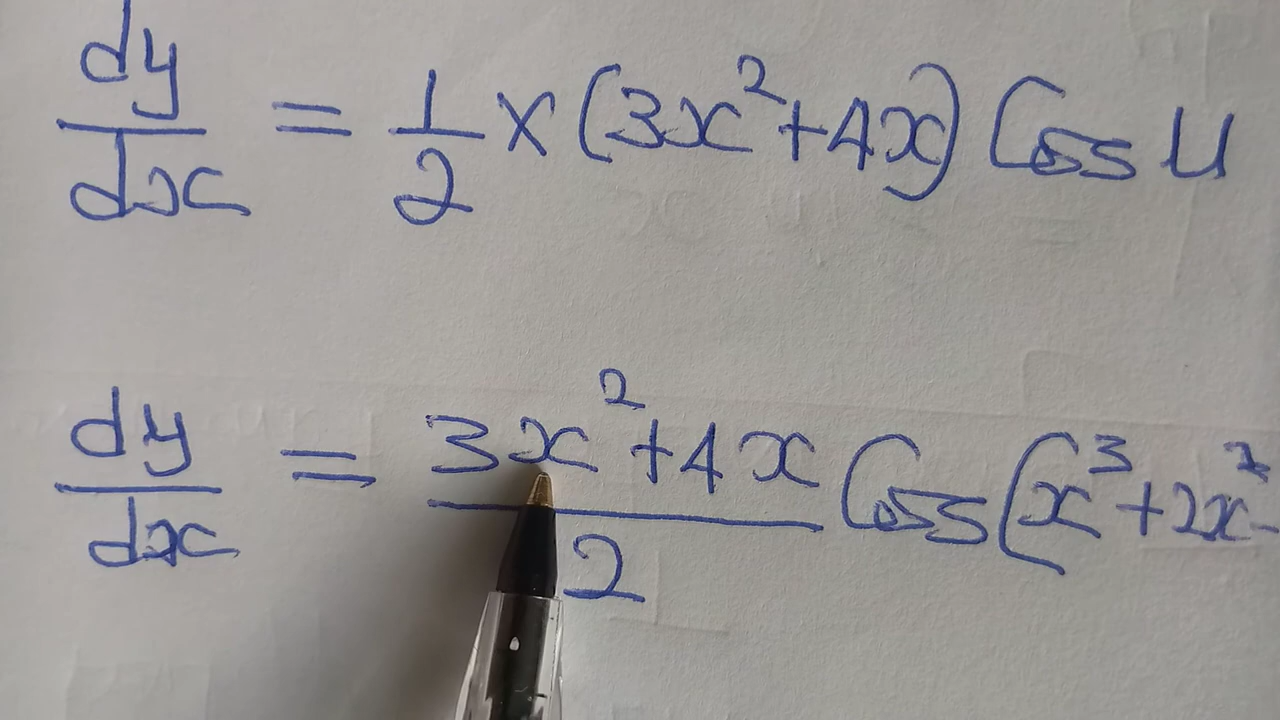 dy/dx = 1/2 × (3x² + 4x) Cos u
dy/dx = (3x² + 4x)/2 Cos (x³ + 2x² -